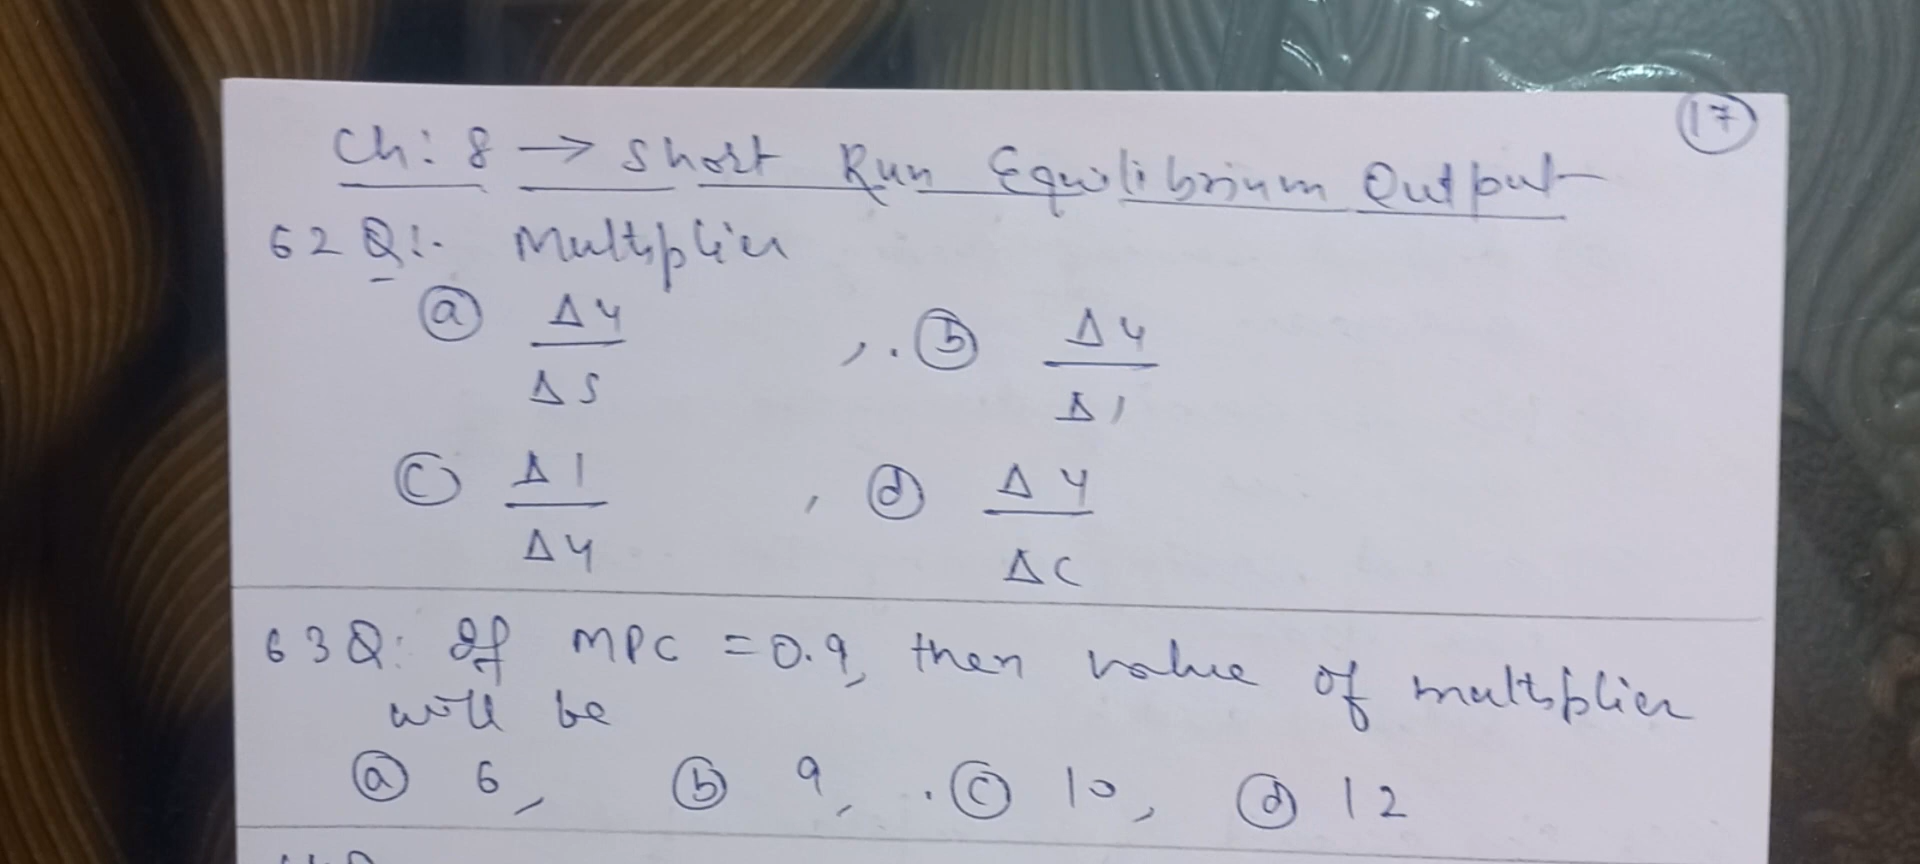 17
Ch: 8 → Short Run Equilibrium Output
62 Q:. Multiplier
(a) ΔY/ΔS , .(b) ΔY/ΔI
(c) ΔI/ΔY , (d) ΔY/ΔC
63 Q: If MPC = 0.9, then value of multiplier
will be
(a) 6, (b) 9, .(c) 10, (d) 12